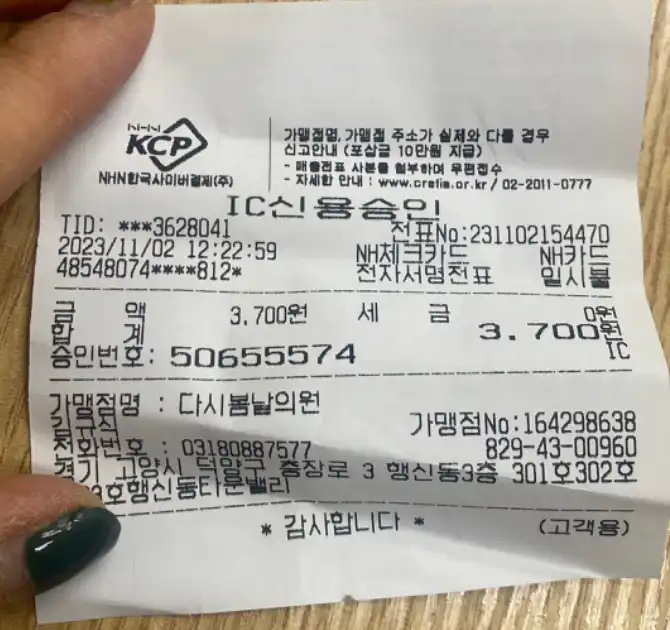 NHN
KCP
NHN한국사이버결제(주)
가맹점명, 가맹점 주소가 실제와 다를 경우
신고안내 (포상금 10만원 지급)
- 매출전표 사본을 첨부하여 우편접수
- 자세한 안내 : www.crefia.or.kr / 02-2011-0777
IC신용승인
TID: ***3628041 전표No:231102154470
2023/11/02 12:22:59 NH체크카드 NH카드
48548074****812* 전자서명전표 일시불
금 액 3,700원 세 금 0원
합 계 3,700원
승인번호: 50655574 IC
가맹점명 : 다시봄날의원
가맹점No:164298638
전화번호 : 03180887577 829-43-00960
경기 고양시 덕양구 충장로 3 행신동3층 301호302호
호행신동타운밸리
* 감사합니다 * (고객용)